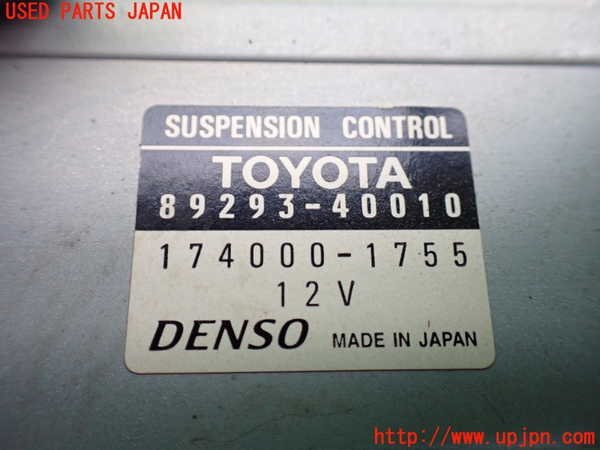 USED PARTS JAPAN
SUSPENSION CONTROL
TOYOTA
89293-40010
174000-1755
12V
DENSO MADE IN JAPAN
http://www.upjpn.com/